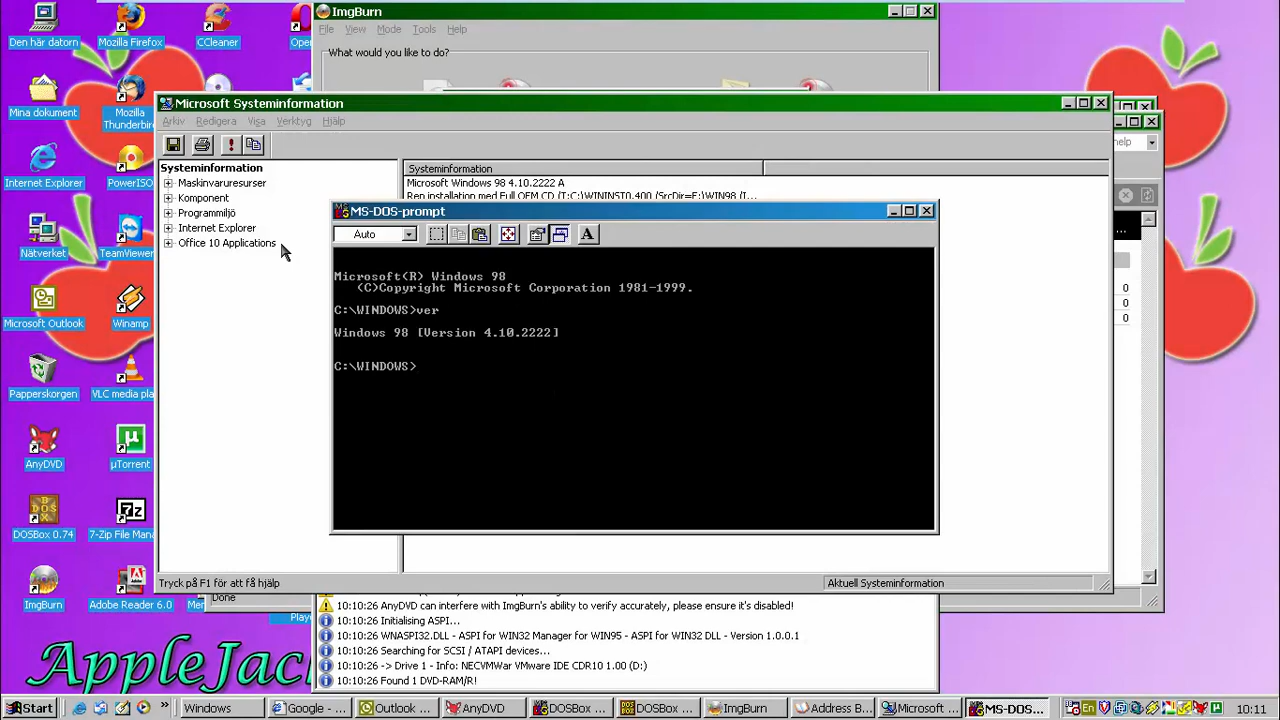 Den här datorn
Mozilla Firefox
CCleaner
Mina dokument
Mozilla
Thunderbir
Internet Explorer
PowerISO
Nätverket
TeamViewer
Microsoft Outlook
Winamp
Papperskorgen
VLC media pla
AnyDVD
µTorrent
DOSBox 0.74
7-Zip File Mana
ImgBurn
Adobe Reader 6.0
AppleJack
ImgBurn
File View Mode Tools Help
What would you like to do?
help
Microsoft Systeminformation
Arkiv Redigera Visa Verktyg Hjälp
Systeminformation
Maskinvaruresurser
Komponent
Programmiljö
Internet Explorer
Office 10 Applications
Systeminformation
Microsoft Windows 98 4.10.2222 A
MS-DOS-prompt
Auto
Microsoft(R) Windows 98
(C)Copyright Microsoft Corporation 1981-1999.
C:\WINDOWS>ver
Windows 98 [Version 4.10.2222]
C:\WINDOWS>
Tryck på F1 för att få hjälp
Aktuell Systeminformation
Done
10:10:26 AnyDVD can interfere with ImgBurn's ability to verify accurately, please ensure it's disabled!
10:10:26 Initialising ASPI...
10:10:26 WNASPI32.DLL - ASPI for WIN32 Manager for WIN95 - ASPI for WIN32 DLL - Version 1.0.0.1
10:10:26 Searching for SCSI / ATAPI devices...
10:10:26 -> Drive 1 - Info: NECVMWar VMware IDE CDR10 1.00 (D:)
10:10:26 Found 1 DVD-RAM/R!
Start
Windows
Google - ...
Outlook ...
AnyDVD
DOSBox ...
DOSBox ...
ImgBurn
Address B...
Microsoft ...
MS-DOS...
En
10:11